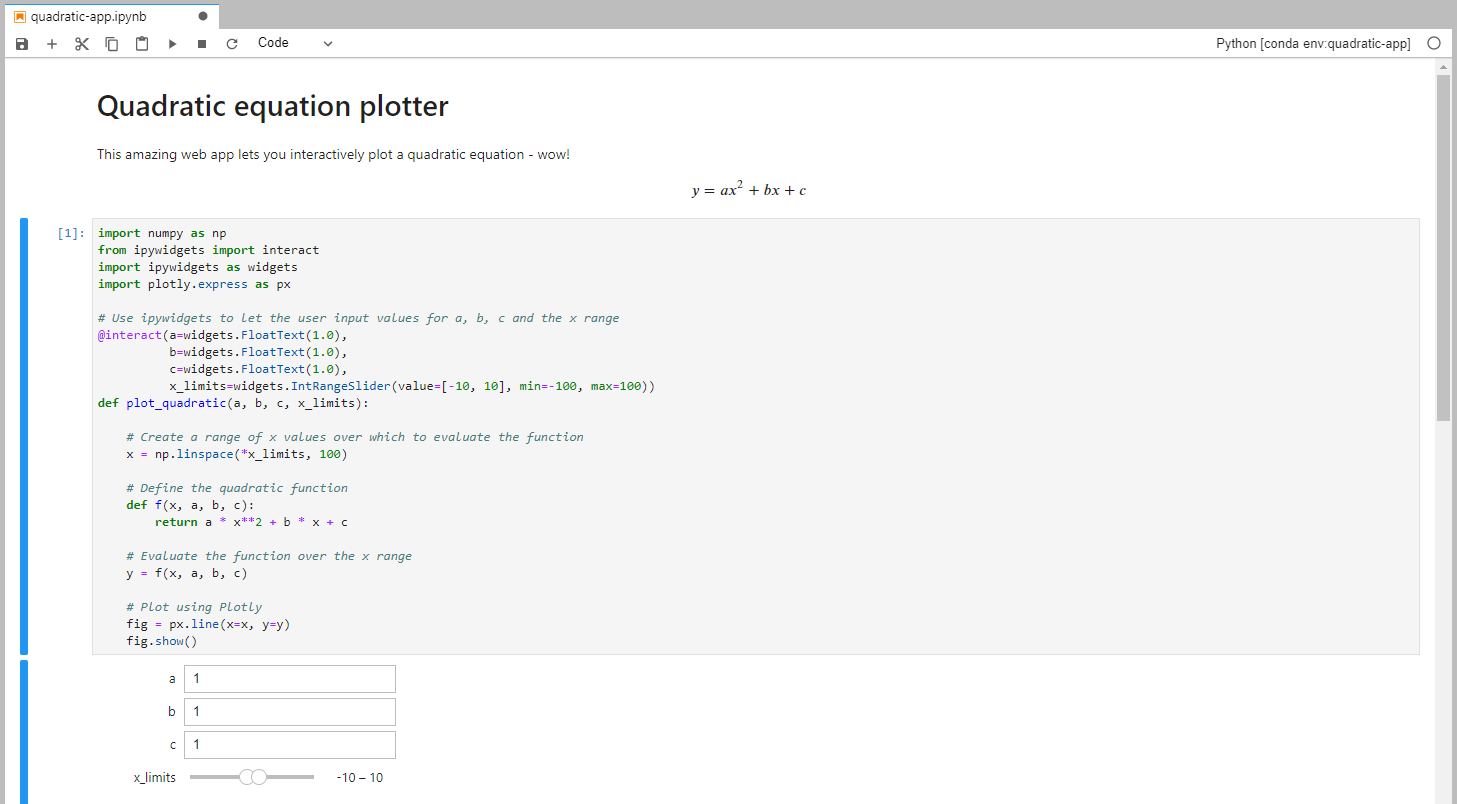 quadratic-app.ipynb
Code
Python [conda env:quadratic-app]
Quadratic equation plotter
This amazing web app lets you interactively plot a quadratic equation - wow!
y = ax² + bx + c
[1]:
import numpy as np
from ipywidgets import interact
import ipywidgets as widgets
import plotly.express as px
# Use ipywidgets to let the user input values for a, b, c and the x range
@interact(a=widgets.FloatText(1.0),
          b=widgets.FloatText(1.0),
          c=widgets.FloatText(1.0),
          x_limits=widgets.IntRangeSlider(value=[-10, 10], min=-100, max=100))
def plot_quadratic(a, b, c, x_limits):
    # Create a range of x values over which to evaluate the function
    x = np.linspace(*x_limits, 100)
    # Define the quadratic function
    def f(x, a, b, c):
        return a * x**2 + b * x + c
    # Evaluate the function over the x range
    y = f(x, a, b, c)
    # Plot using Plotly
    fig = px.line(x=x, y=y)
    fig.show()
a 1
b 1
c 1
x_limits -10 – 10